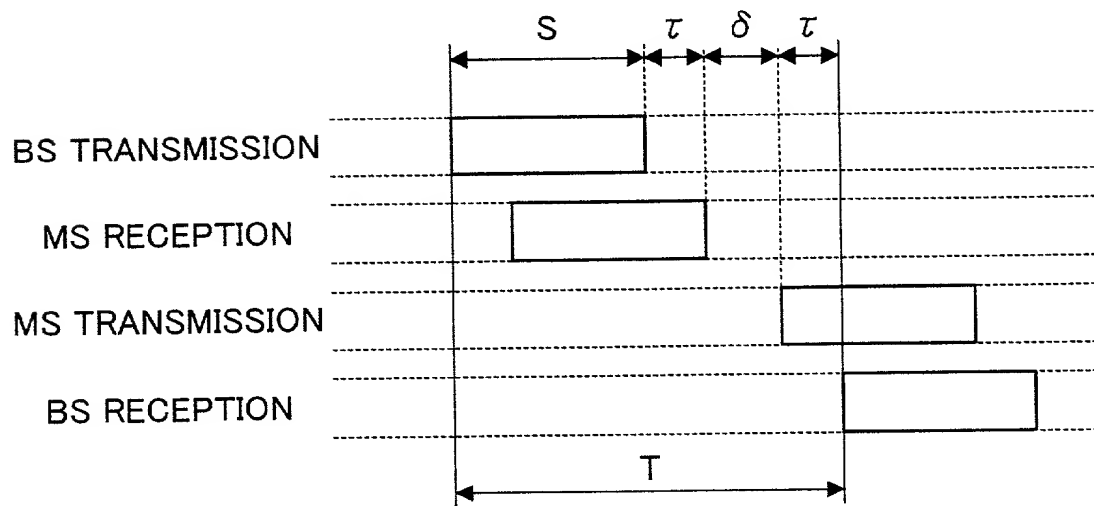 S τ δ τ
BS TRANSMISSION
MS RECEPTION
MS TRANSMISSION
BS RECEPTION
T